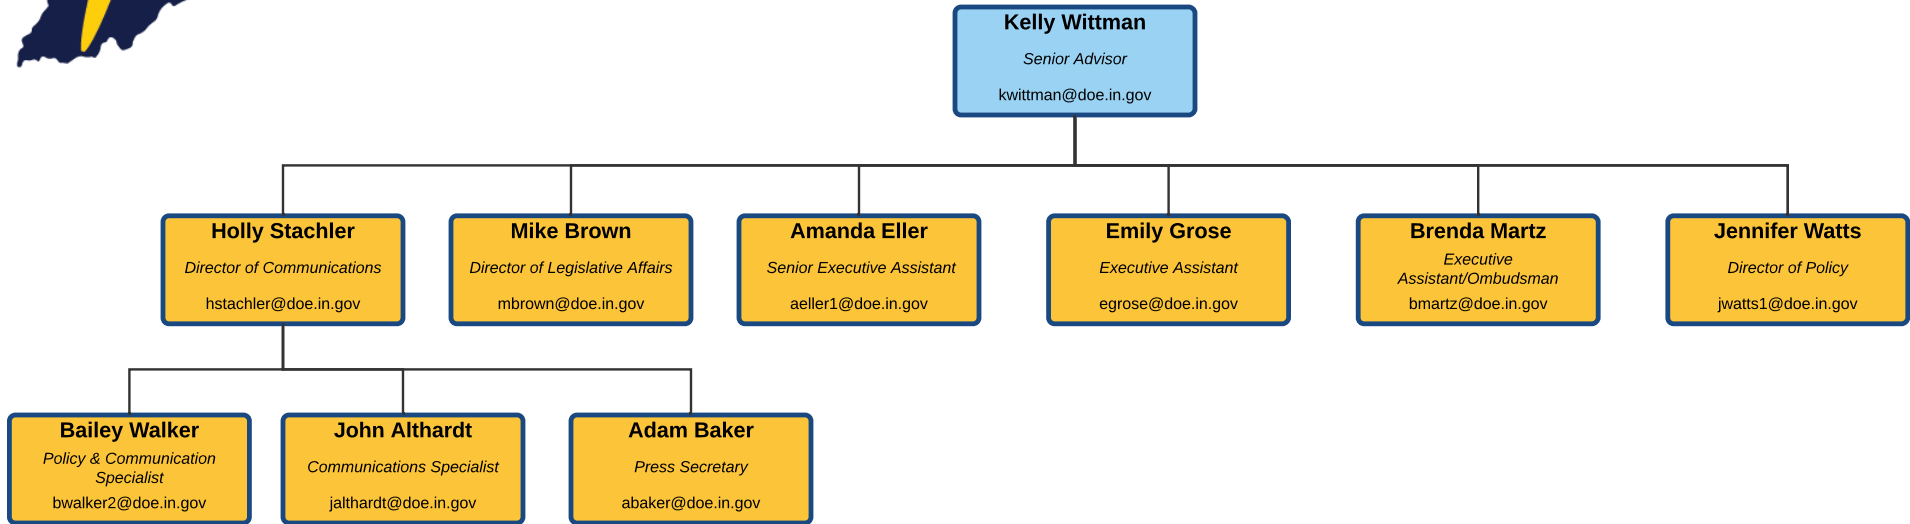 Kelly Wittman
Senior Advisor
kwittman@doe.in.gov
Holly Stachler
Director of Communications
hstachler@doe.in.gov
Mike Brown
Director of Legislative Affairs
mbrown@doe.in.gov
Amanda Eller
Senior Executive Assistant
aeller1@doe.in.gov
Emily Grose
Executive Assistant
egrose@doe.in.gov
Brenda Martz
Executive
Assistant/Ombudsman
bmartz@doe.in.gov
Jennifer Watts
Director of Policy
jwatts1@doe.in.gov
Bailey Walker
Policy & Communication
Specialist
bwalker2@doe.in.gov
John Althardt
Communications Specialist
jalthardt@doe.in.gov
Adam Baker
Press Secretary
abaker@doe.in.gov